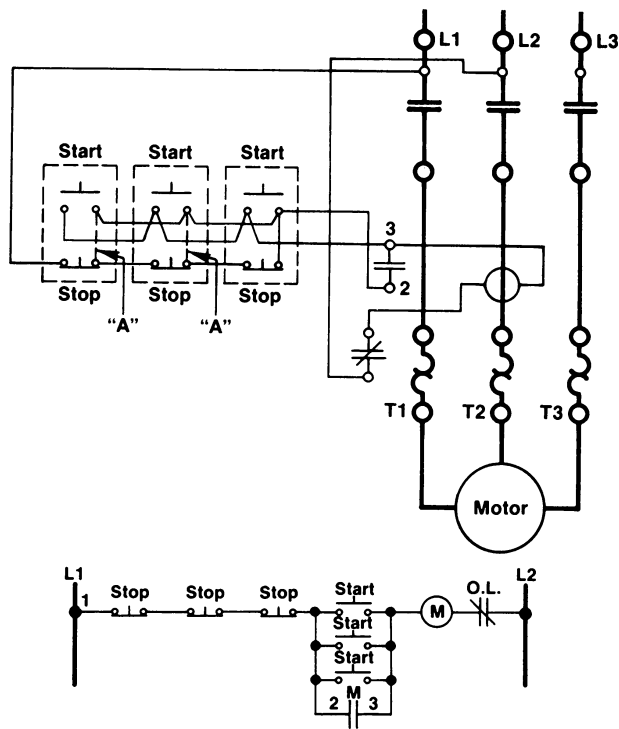 L1 L2 L3
Start Start Start
3
2
Stop Stop Stop
"A" "A"
T1 T2 T3
Motor
L1 L2
1 Stop Stop Stop Start M O.L.
Start
Start
M
2 3